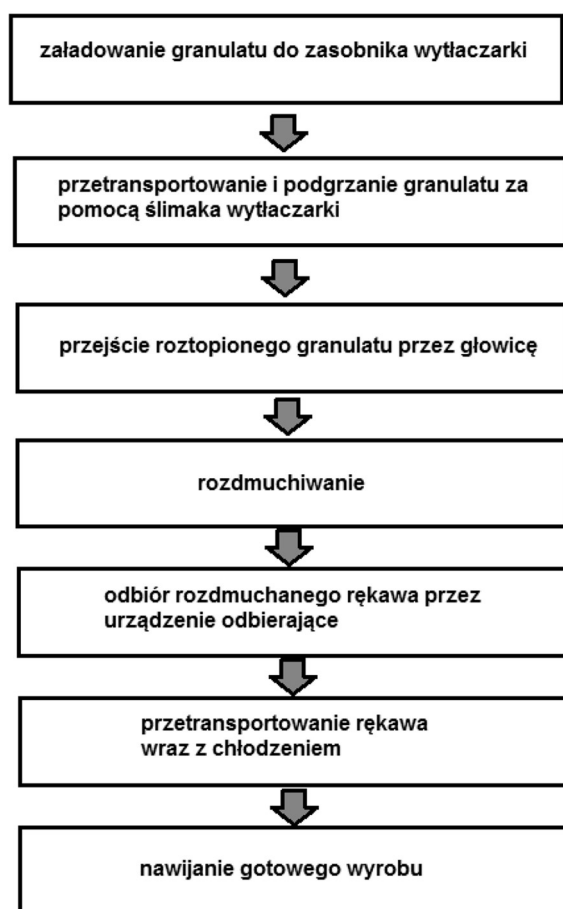 załadowanie granulatu do zasobnika wytłaczarki
przetransportowanie i podgrzanie granulatu za
pomocą ślimaka wytłaczarki
przejście roztopionego granulatu przez głowicę
rozdmuchiwanie
odbiór rozdmuchanego rękawa przez
urządzenie odbierające
przetransportowanie rękawa
wraz z chłodzeniem
nawijanie gotowego wyrobu